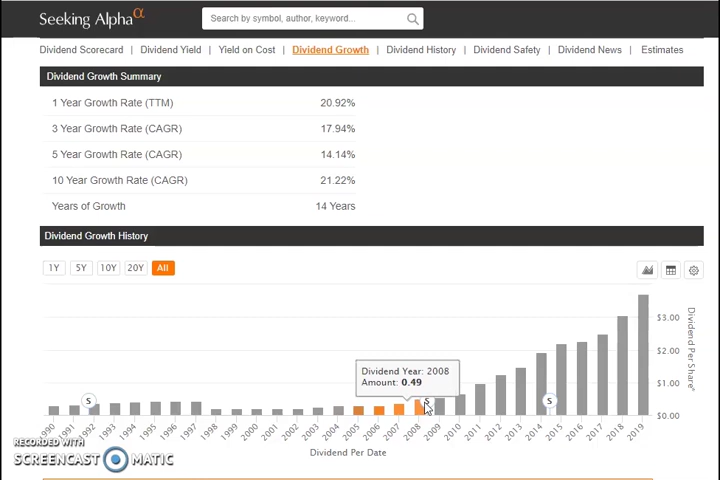 Seeking Alpha α
Search by symbol, author, keyword...
Dividend Scorecard | Dividend Yield | Yield on Cost | Dividend Growth | Dividend History | Dividend Safety | Dividend News | Estimates
Dividend Growth Summary
1 Year Growth Rate (TTM) 20.92%
3 Year Growth Rate (CAGR) 17.94%
5 Year Growth Rate (CAGR) 14.14%
10 Year Growth Rate (CAGR) 21.22%
Years of Growth 14 Years
Dividend Growth History
1Y 5Y 10Y 20Y All
$3.00
$2.00
$1.00
$0.00
Dividend Per Share
Dividend Year: 2008
Amount: 0.49
S S S
1990 1991 1992 1993 1994 1995 1996 1997 1998 2000 2001 2002 2003 2004 2005 2006 2007 2008 2009 2010 2011 2012 2013 2014 2015 2016 2017 2018 2019
Dividend Per Date
RECORDED WITH
SCREENCAST MATIC